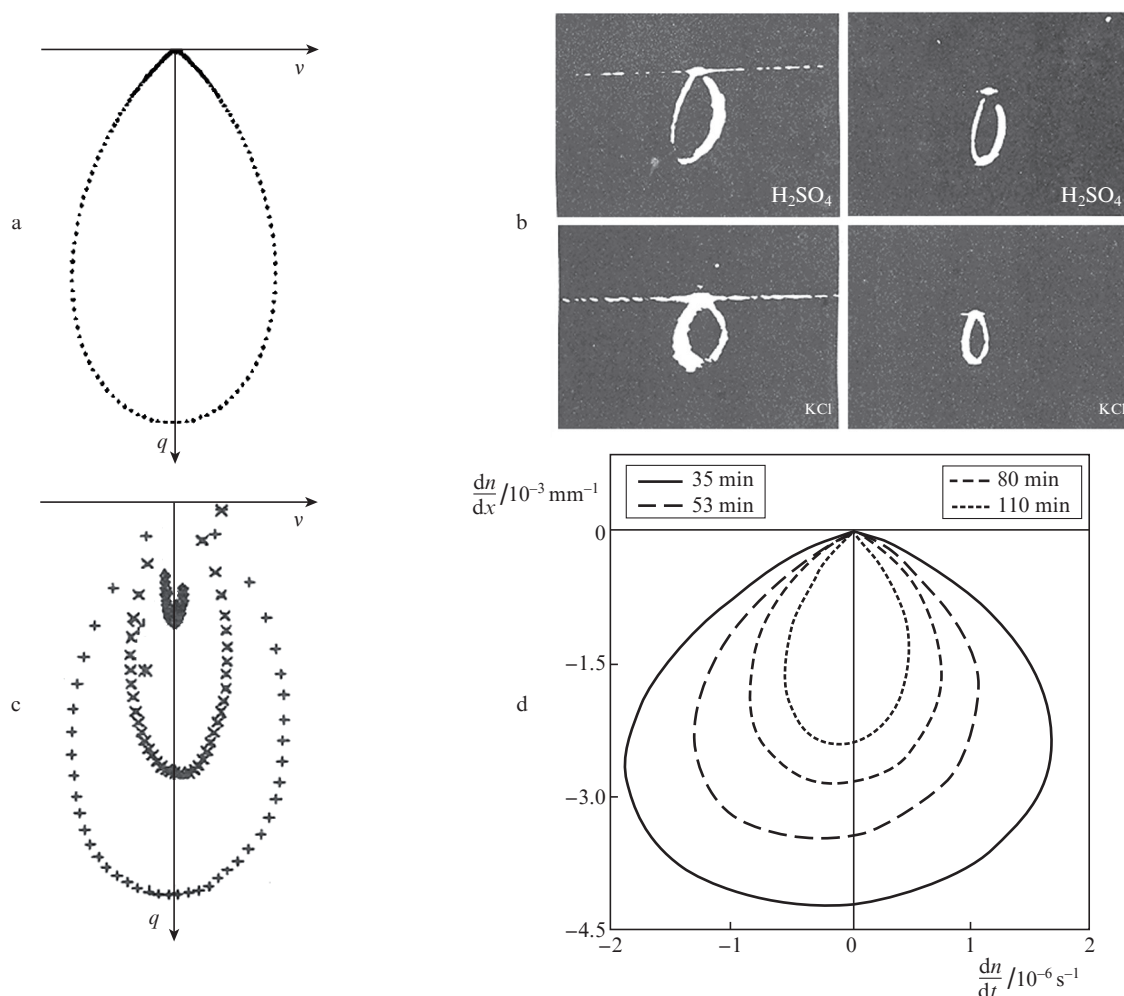 v
a
q
b
H₂SO₄
H₂SO₄
KCl
KCl
v
c
q
dn/dx /10⁻³ mm⁻¹
35 min
53 min
80 min
110 min
0
−1.5
d
−3.0
−4.5
−2
−1
0
1
2
dn/dt /10⁻⁶ s⁻¹